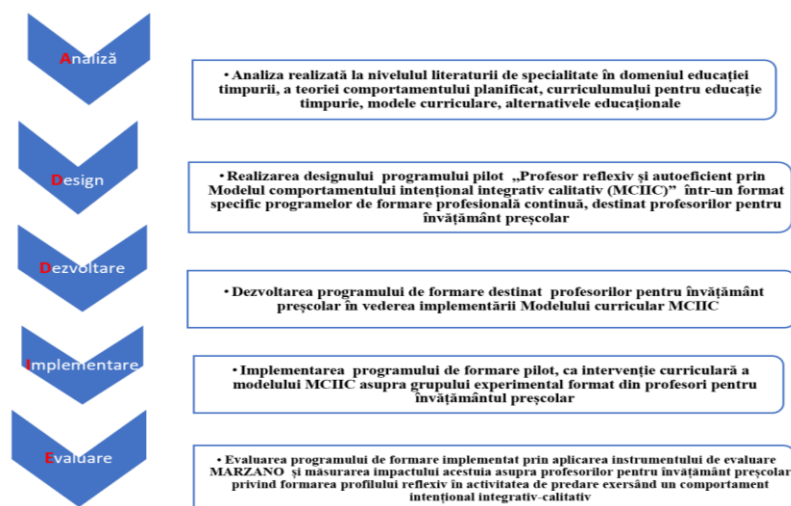 Analiză
• Analiza realizată la nivelulul literaturii de specialitate în domeniul educației
timpurii, a teoriei comportamentului planificat, curriculumului pentru educație
timpurie, modele curriculare, alternativele educaționale
Design
• Realizarea designului programului pilot „Profesor reflexiv și autoeficient prin
Modelul comportamentului intențional integrativ calitativ (MCIIC)” într-un format
specific programelor de formare profesională continuă, destinat profesorilor pentru
învățământ preșcolar
Dezvoltare
• Dezvoltarea programului de formare destinat profesorilor pentru învățământ
preșcolar în vederea implementării Modelului curricular MCIIC
Implementare
• Implementarea programului de formare pilot, ca intervenție curriculară a
modelului MCIIC asupra grupului experimental format din profesori pentru
învățământul preșcolar
Evaluare
• Evaluarea programului de formare implementat prin aplicarea instrumentului de evaluare
MARZANO și măsurarea impactului acestuia asupra profesorilor pentru învățământ preșcolar
privind formarea profilului reflexiv în activitatea de predare exersând un comportament
intențional integrativ-calitativ